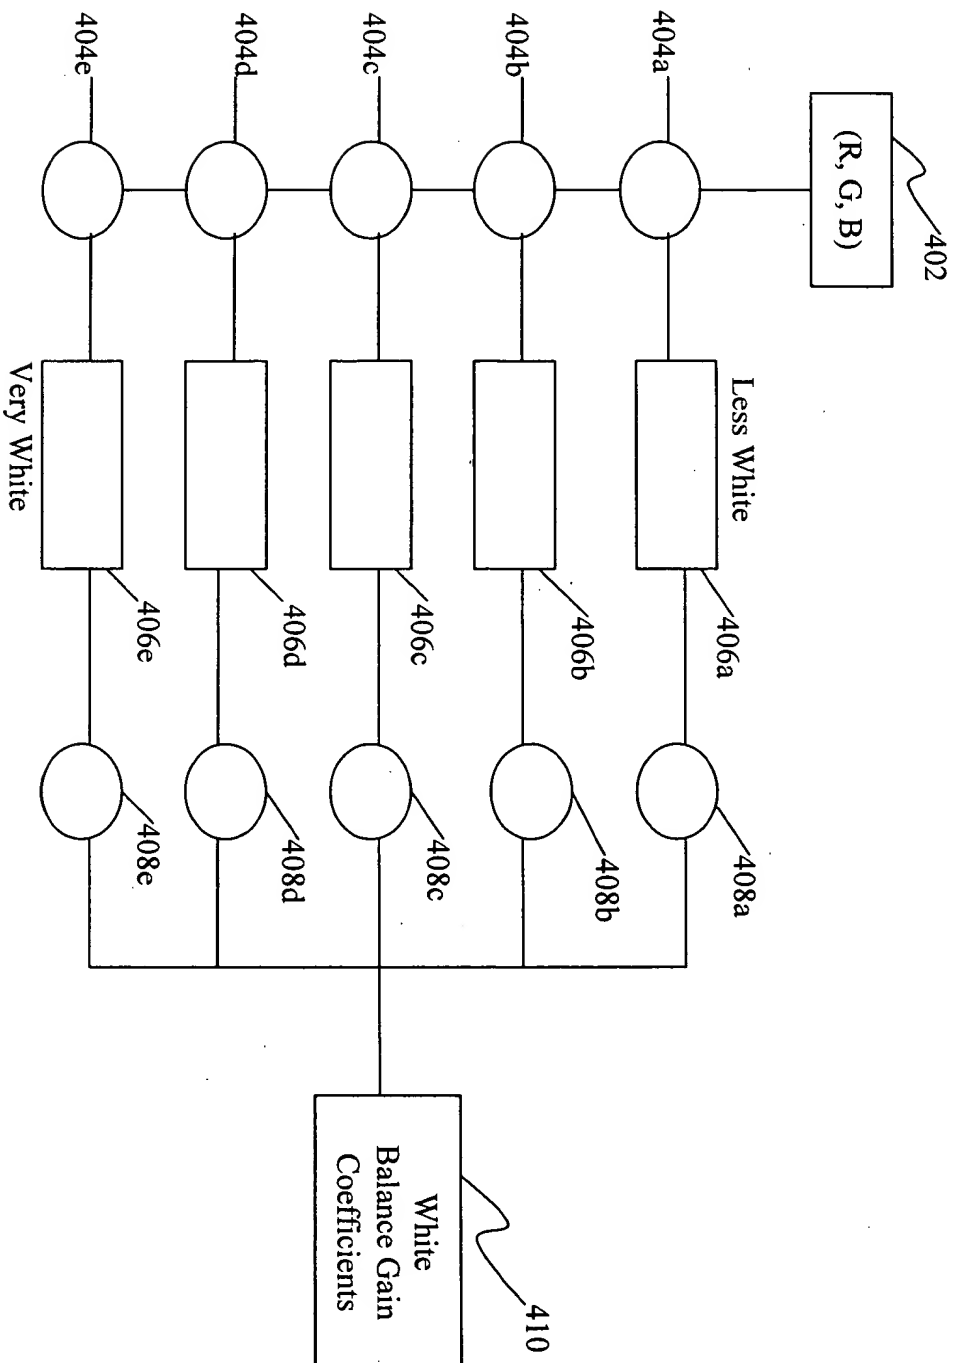 402
(R, G, B)
404a
404b
404c
404d
404e
Less White
406a
406b
406c
406d
406e
Very White
408a
408b
408c
408d
408e
410
White
Balance Gain
Coefficients